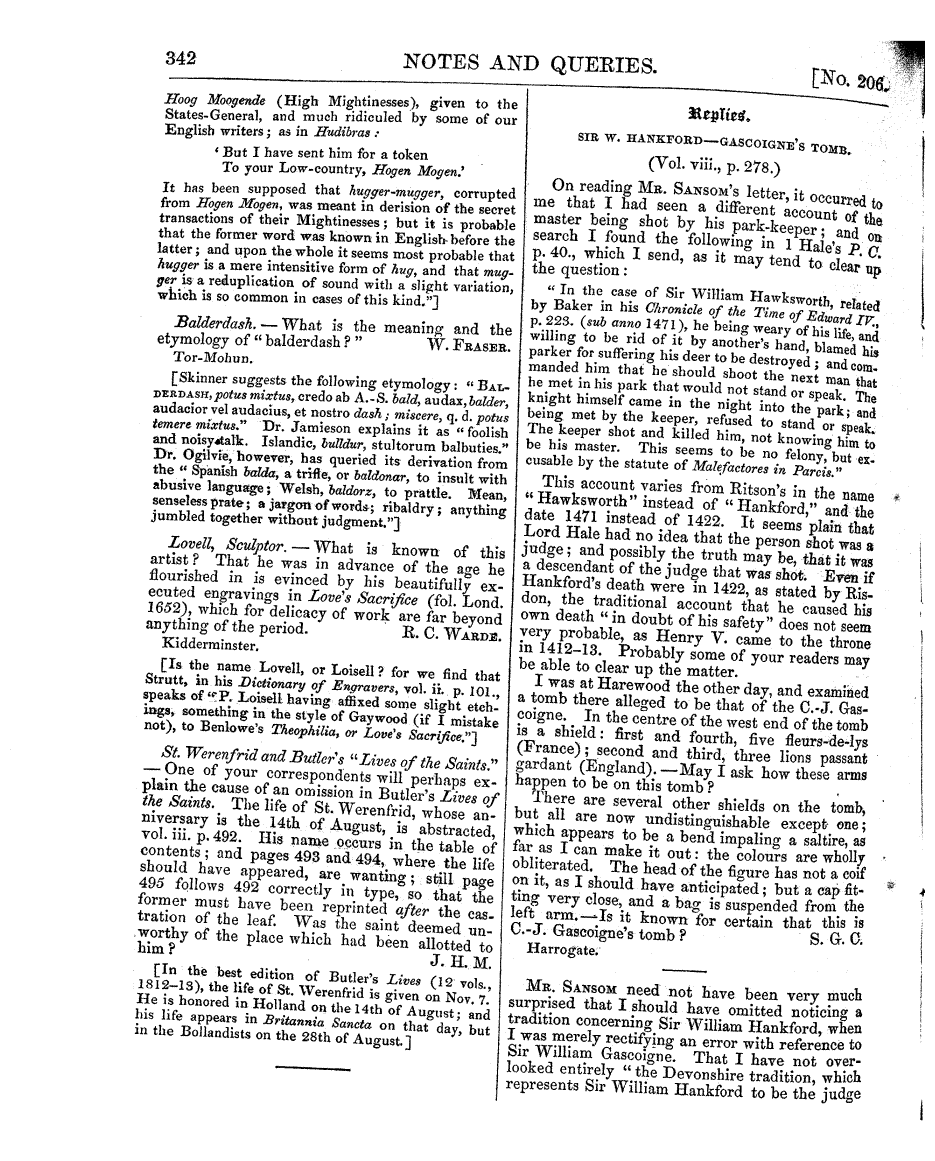 342
NOTES AND QUERIES.
[No. 206.
Hoog Moogende (High Mightinesses), given to the
States-General, and much ridiculed by some of our
English writers; as in Hudibras:
‘But I have sent him for a token
To your Low-country, Hogen Mogen.’
It has been supposed that hugger-mugger, corrupted
from Hogen Mogen, was meant in derision of the secret
transactions of their Mightinesses; but it is probable
that the former word was known in English before the
latter; and upon the whole it seems most probable that
hugger is a mere intensitive form of hug, and that mug-
ger is a reduplication of sound with a slight variation,
which is so common in cases of this kind."]
Balderdash. — What is the meaning and the
etymology of "balderdash?" W. FRASER.
Tor-Mohun.
[Skinner suggests the following etymology: "BAL-
DERDASH, potus mixtus, credo ab A.-S. bald, audax, balder,
audacior vel audacius, et nostro dash; miscere, q. d. potus
temere mixtus." Dr. Jamieson explains it as "foolish
and noisy talk. Islandic, bulldur, stultorum balbuties."
Dr. Ogilvie, however, has queried its derivation from
the "Spanish balda, a trifle, or baldonar, to insult with
abusive language; Welsh, baldorz, to prattle. Mean,
senseless prate; a jargon of words; ribaldry; anything
jumbled together without judgment."]
Lovell, Sculptor. — What is known of this
artist? That he was in advance of the age he
flourished in is evinced by his beautifully ex-
ecuted engravings in Love's Sacrifice (fol. Lond.
1652), which for delicacy of work are far beyond
anything of the period. R. C. WARDE.
Kidderminster.
[Is the name Lovell, or Loisell? for we find that
Strutt, in his Dictionary of Engravers, vol. ii. p. 101.,
speaks of "P. Loisell having affixed some slight etch-
ings, something in the style of Gaywood (if I mistake
not), to Benlowe's Theophilia, or Love's Sacrifice."]
St. Werenfrid and Butler's "Lives of the Saints."
— One of your correspondents will perhaps ex-
plain the cause of an omission in Butler's Lives of
the Saints. The life of St. Werenfrid, whose an-
niversary is the 14th of August, is abstracted,
vol. iii. p. 492. His name occurs in the table of
contents; and pages 493 and 494, where the life
should have appeared, are wanting; still page
495 follows 492 correctly in type, so that the
former must have been reprinted after the cas-
tration of the leaf. Was the saint deemed un-
worthy of the place which had been allotted to
him? J. H. M.
[In the best edition of Butler's Lives (12 vols.,
1812–13), the life of St. Werenfrid is given on Nov. 7.
He is honored in Holland on the 14th of August; and
his life appears in Britannia Sancta on that day, but
in the Bollandists on the 28th of August.]
Replies.
SIR W. HANKFORD—GASCOIGNE'S TOMB.
(Vol. viii., p. 278.)
On reading MR. SANSOM's letter, it occurred to
me that I had seen a different account of the
master being shot by his park-keeper; and on
search I found the following in 1 Hale's P. C.
p. 40., which I send, as it may tend to clear up
the question:
"In the case of Sir William Hawksworth, related
by Baker in his Chronicle of the Time of Edward IV.,
p. 223. (sub anno 1471), he being weary of his life, and
willing to be rid of it by another's hand, blamed his
parker for suffering his deer to be destroyed; and com-
manded him that he should shoot the next man that
he met in his park that would not stand or speak. The
knight himself came in the night into the park; and
being met by the keeper, refused to stand or speak.
The keeper shot and killed him, not knowing him to
be his master. This seems to be no felony, but ex-
cusable by the statute of Malefactores in Parcis."
This account varies from Ritson's in the name
"Hawksworth" instead of "Hankford," and the
date 1471 instead of 1422. It seems plain that
Lord Hale had no idea that the person shot was a
judge; and possibly the truth may be, that it was
a descendant of the judge that was shot. Even if
Hankford's death were in 1422, as stated by Ris-
don, the traditional account that he caused his
own death "in doubt of his safety" does not seem
very probable, as Henry V. came to the throne
in 1412–13. Probably some of your readers may
be able to clear up the matter.
I was at Harewood the other day, and examined
a tomb there alleged to be that of the C.-J. Gas-
coigne. In the centre of the west end of the tomb
is a shield: first and fourth, five fleurs-de-lys
(France); second and third, three lions passant
gardant (England). — May I ask how these arms
happen to be on this tomb?
There are several other shields on the tomb,
but all are now undistinguishable except one;
which appears to be a bend impaling a saltire, as
far as I can make it out: the colours are wholly
obliterated. The head of the figure has not a coif
on it, as I should have anticipated; but a cap fit-
ting very close, and a bag is suspended from the
left arm. — Is it known for certain that this is
C.-J. Gascoigne's tomb? S. G. C.
Harrogate.
MR. SANSOM need not have been very much
surprised that I should have omitted noticing a
tradition concerning Sir William Hankford, when
I was merely rectifying an error with reference to
Sir William Gascoigne. That I have not over-
looked entirely "the Devonshire tradition, which
represents Sir William Hankford to be the judge